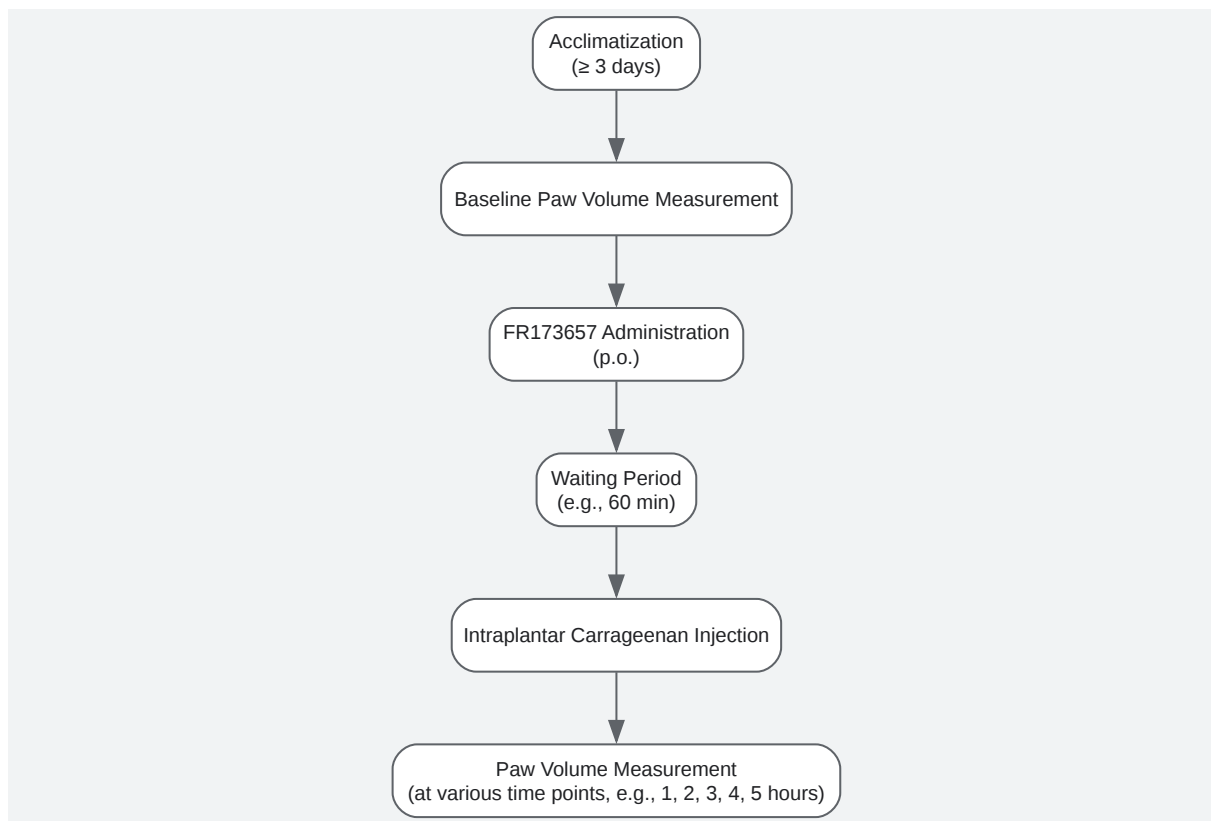 Acclimatization
(≥ 3 days)
Baseline Paw Volume Measurement
FR173657 Administration
(p.o.)
Waiting Period
(e.g., 60 min)
Intraplantar Carrageenan Injection
Paw Volume Measurement
(at various time points, e.g., 1, 2, 3, 4, 5 hours)